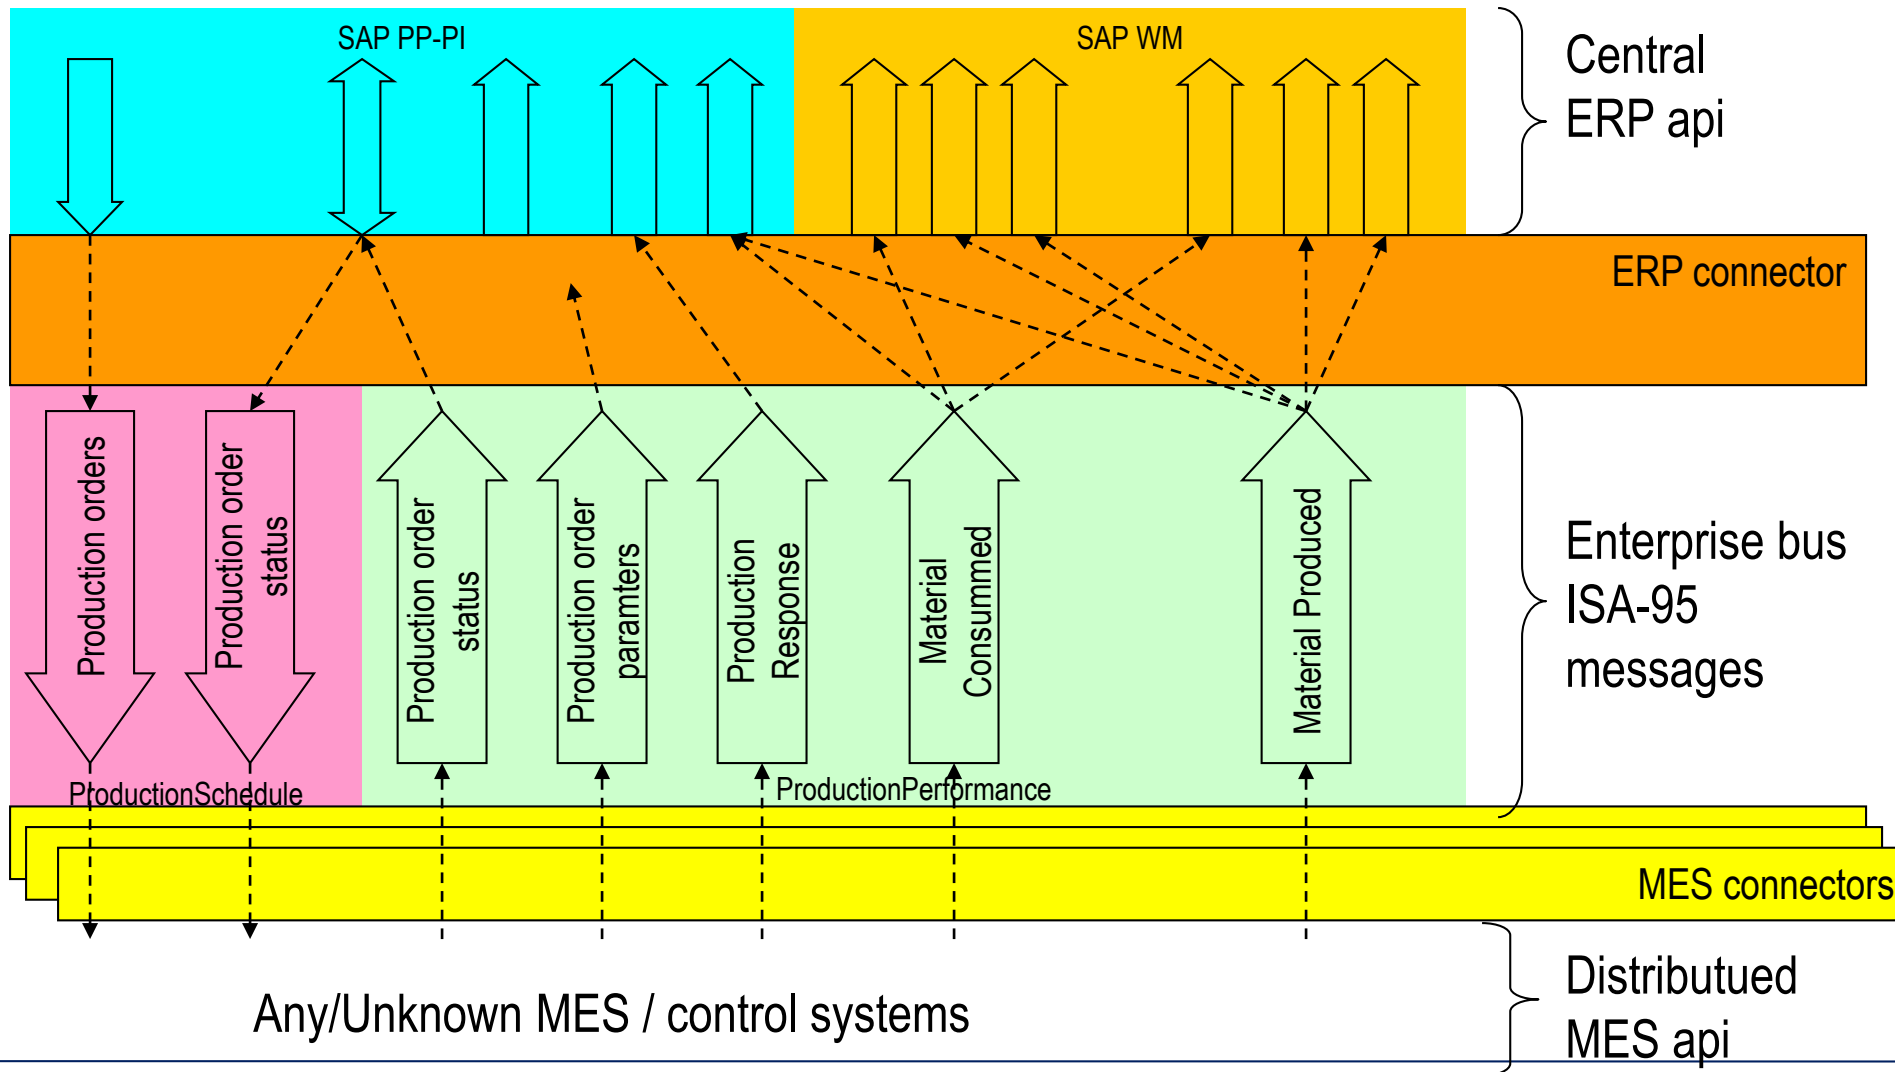 SAP PP-PI
SAP WM
Central
ERP api
ERP connector
Production orders
Production order
status
Production order
status
Production order
paramters
Production
Response
Material
Consummed
Material Produced
Enterprise bus
ISA-95
messages
ProductionSchedule
ProductionPerformance
MES connectors
Any/Unknown MES / control systems
Distributued
MES api